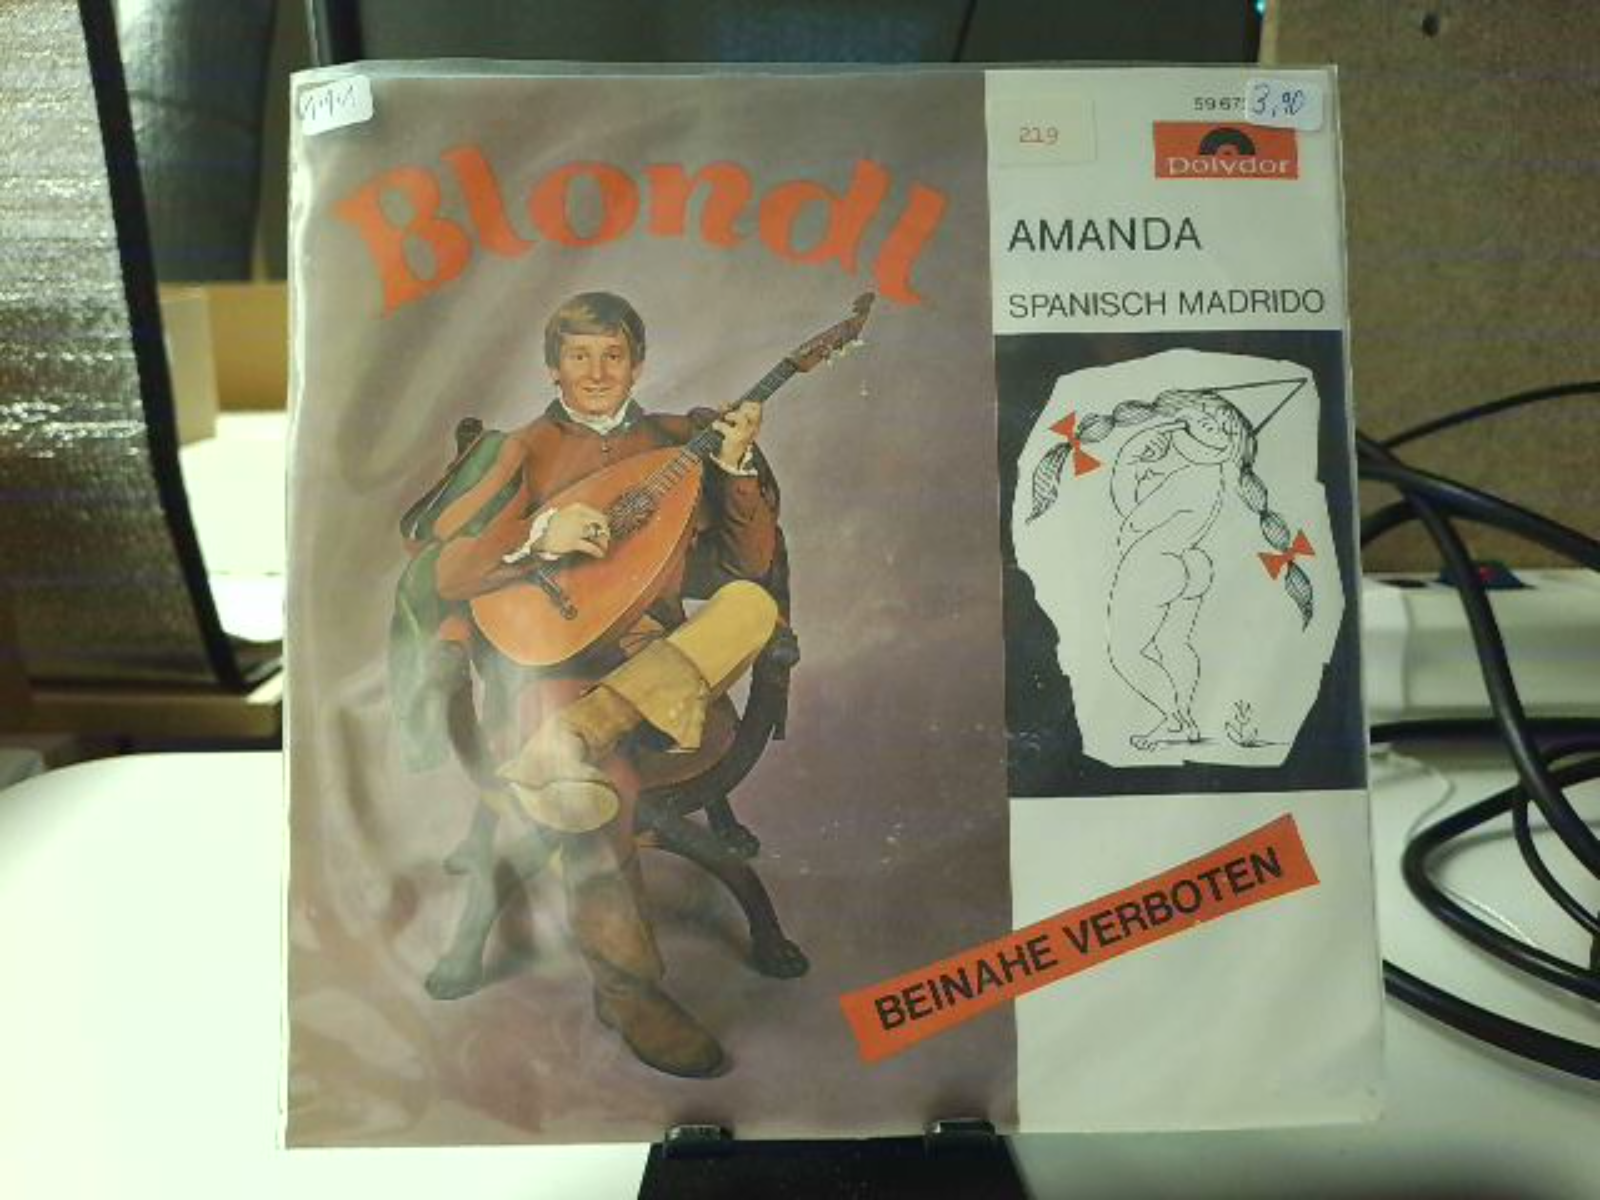 Blondl
219
59 67
3,90
Polydor
AMANDA
SPANISCH MADRIDO
BEINAHE VERBOTEN